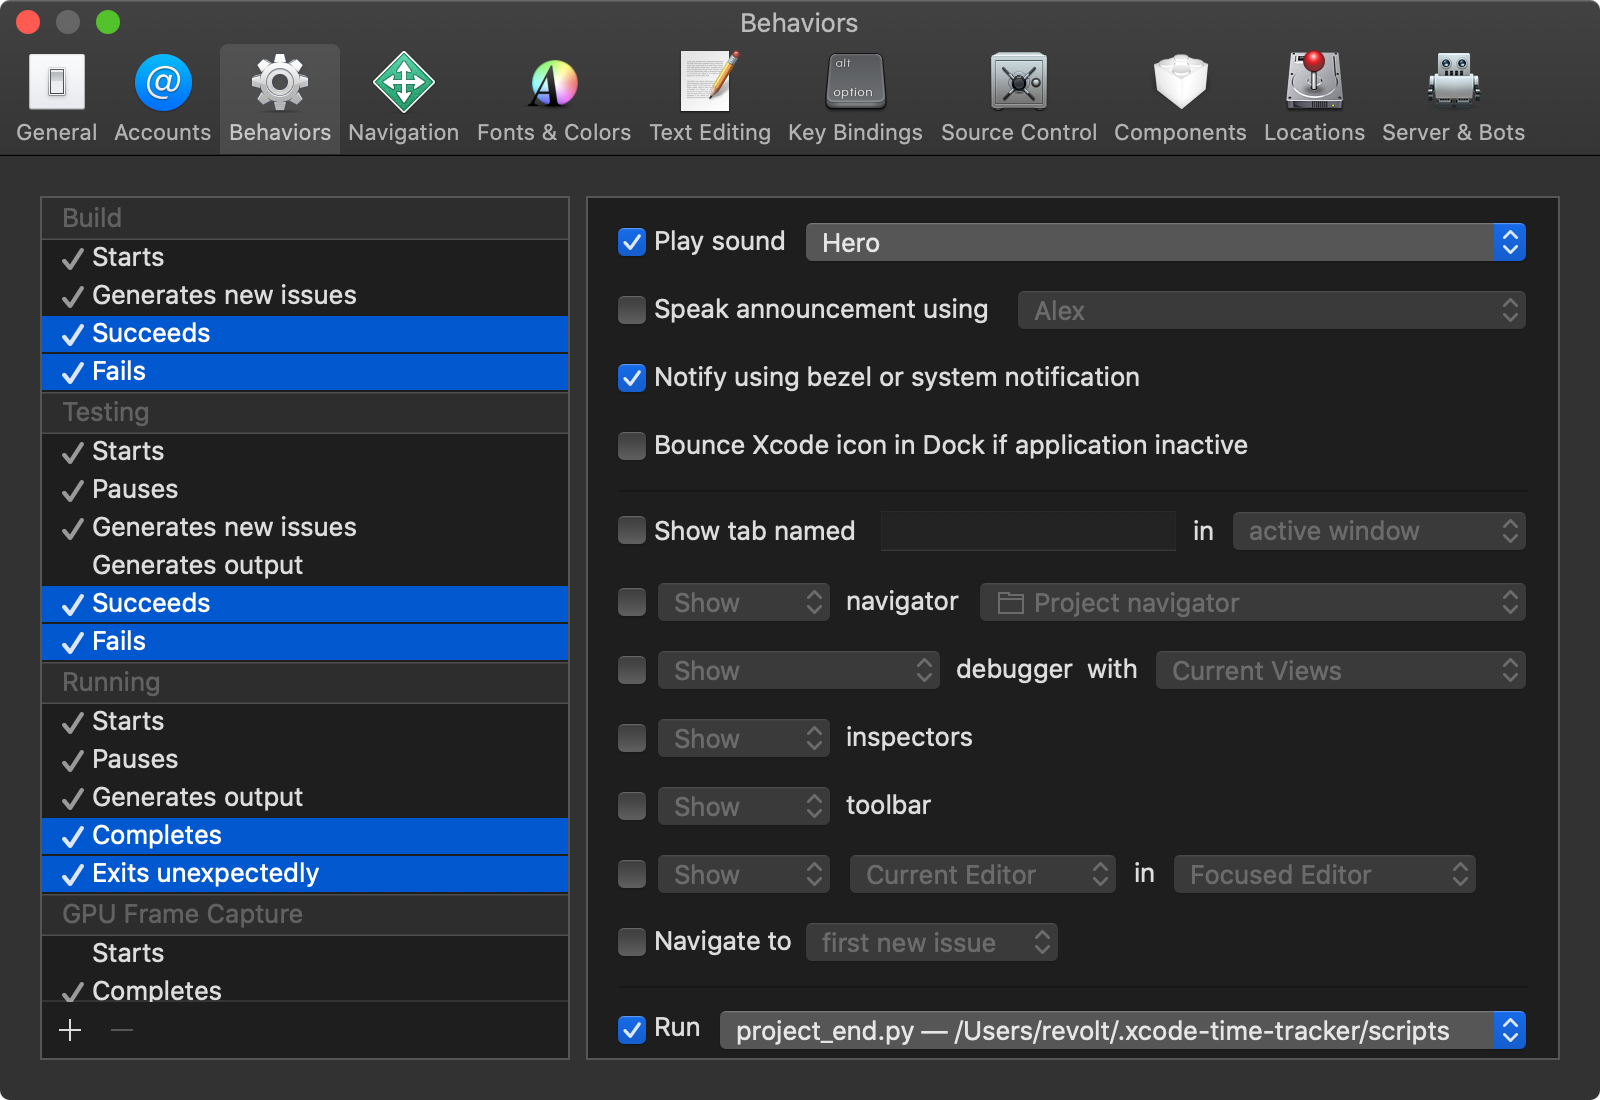 Behaviors
General Accounts Behaviors Navigation Fonts & Colors Text Editing alt option Key Bindings Source Control Components Locations Server & Bots
Build
Starts
Generates new issues
Succeeds
Fails
Testing
Starts
Pauses
Generates new issues
Generates output
Succeeds
Fails
Running
Starts
Pauses
Generates output
Completes
Exits unexpectedly
GPU Frame Capture
Starts
Completes
Play sound Hero
Speak announcement using Alex
Notify using bezel or system notification
Bounce Xcode icon in Dock if application inactive
Show tab named in active window
Show navigator Project navigator
Show debugger with Current Views
Show inspectors
Show toolbar
Show Current Editor in Focused Editor
Navigate to first new issue
Run project_end.py — /Users/revolt/.xcode-time-tracker/scripts